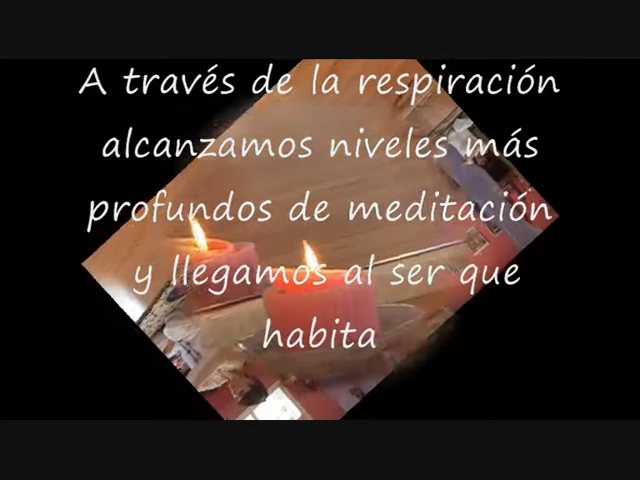 A través de la respiración
alcanzamos niveles más
profundos de meditación
y llegamos al ser que
habita